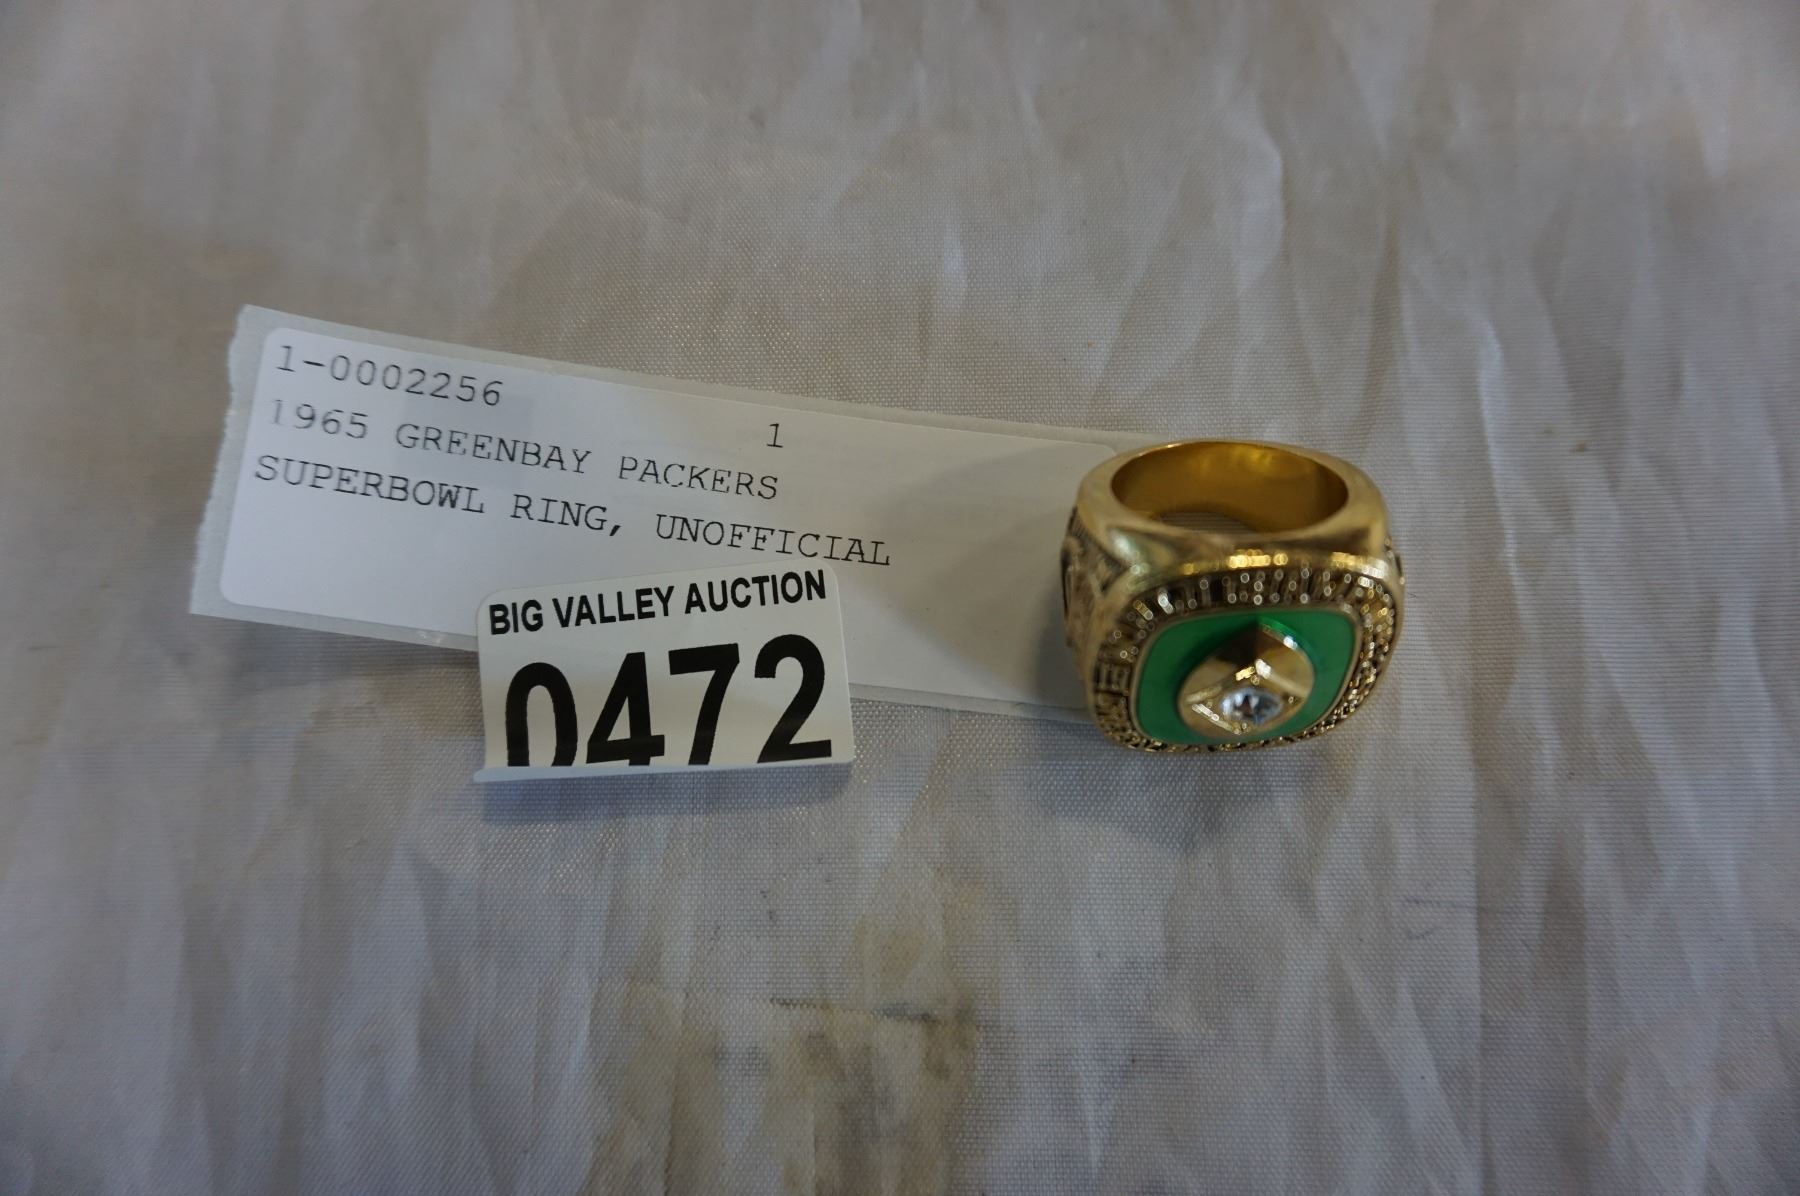 1-0002256
1
1965 GREENBAY PACKERS
SUPERBOWL RING, UNOFFICIAL
BIG VALLEY AUCTION
0472